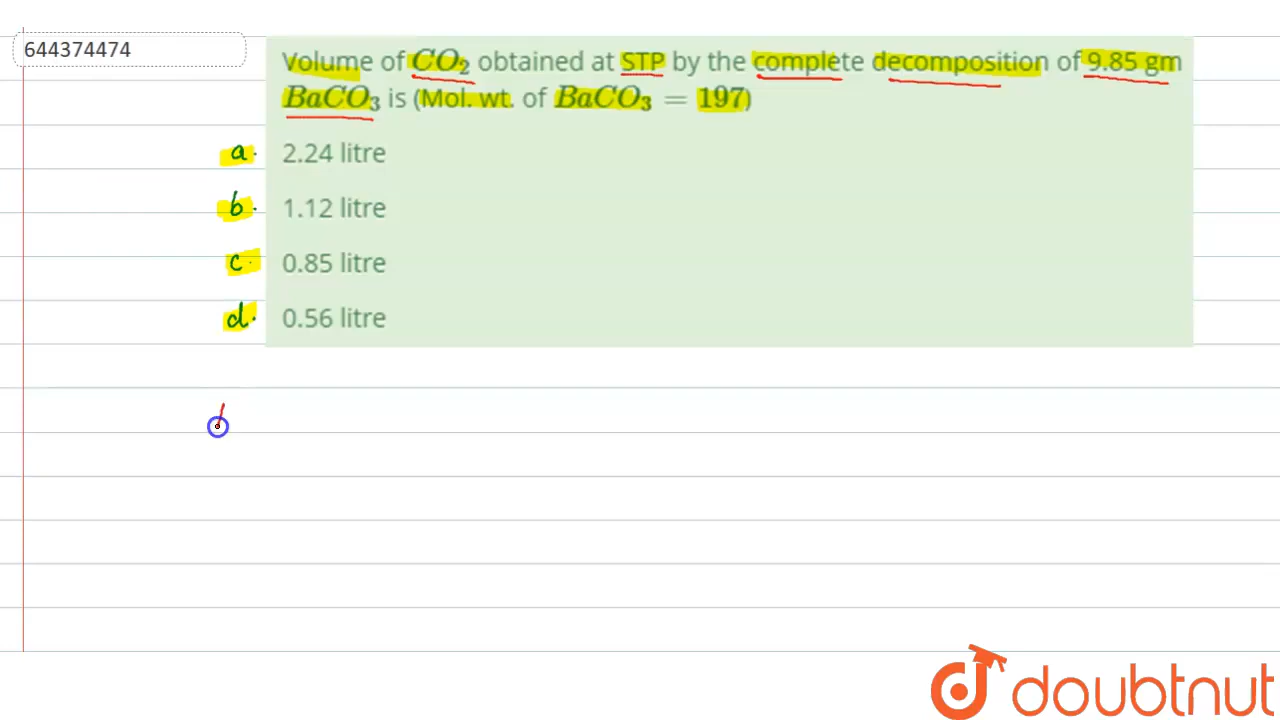 644374474
Volume of CO₂ obtained at STP by the complete decomposition of 9.85 gm
BaCO₃ is (Mol. wt. of BaCO₃ = 197)
a. 2.24 litre
b. 1.12 litre
c. 0.85 litre
d. 0.56 litre
doubtnut